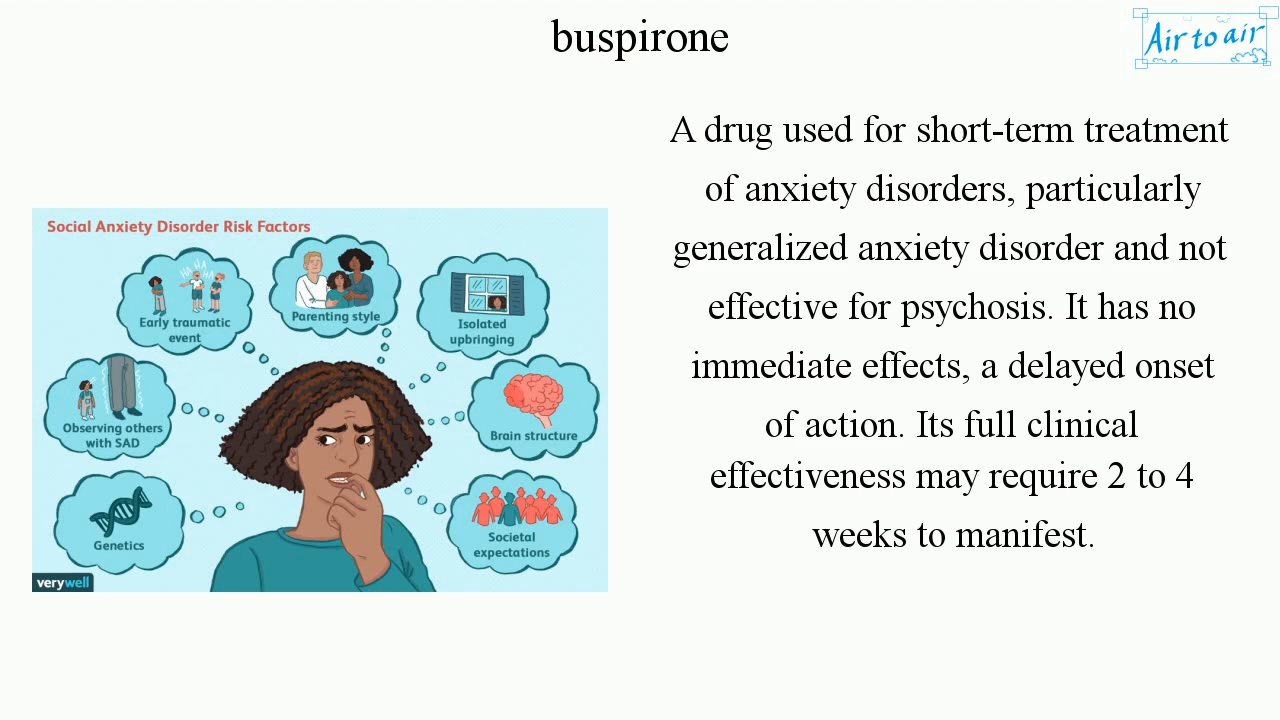 buspirone
Air to air
A drug used for short-term treatment
of anxiety disorders, particularly
generalized anxiety disorder and not
effective for psychosis. It has no
immediate effects, a delayed onset
of action. Its full clinical
effectiveness may require 2 to 4
weeks to manifest.
Social Anxiety Disorder Risk Factors
HA HA HA
Early traumatic
event
Parenting style
Isolated
upbringing
Observing others
with SAD
Brain structure
Genetics
Societal
expectations
verywell